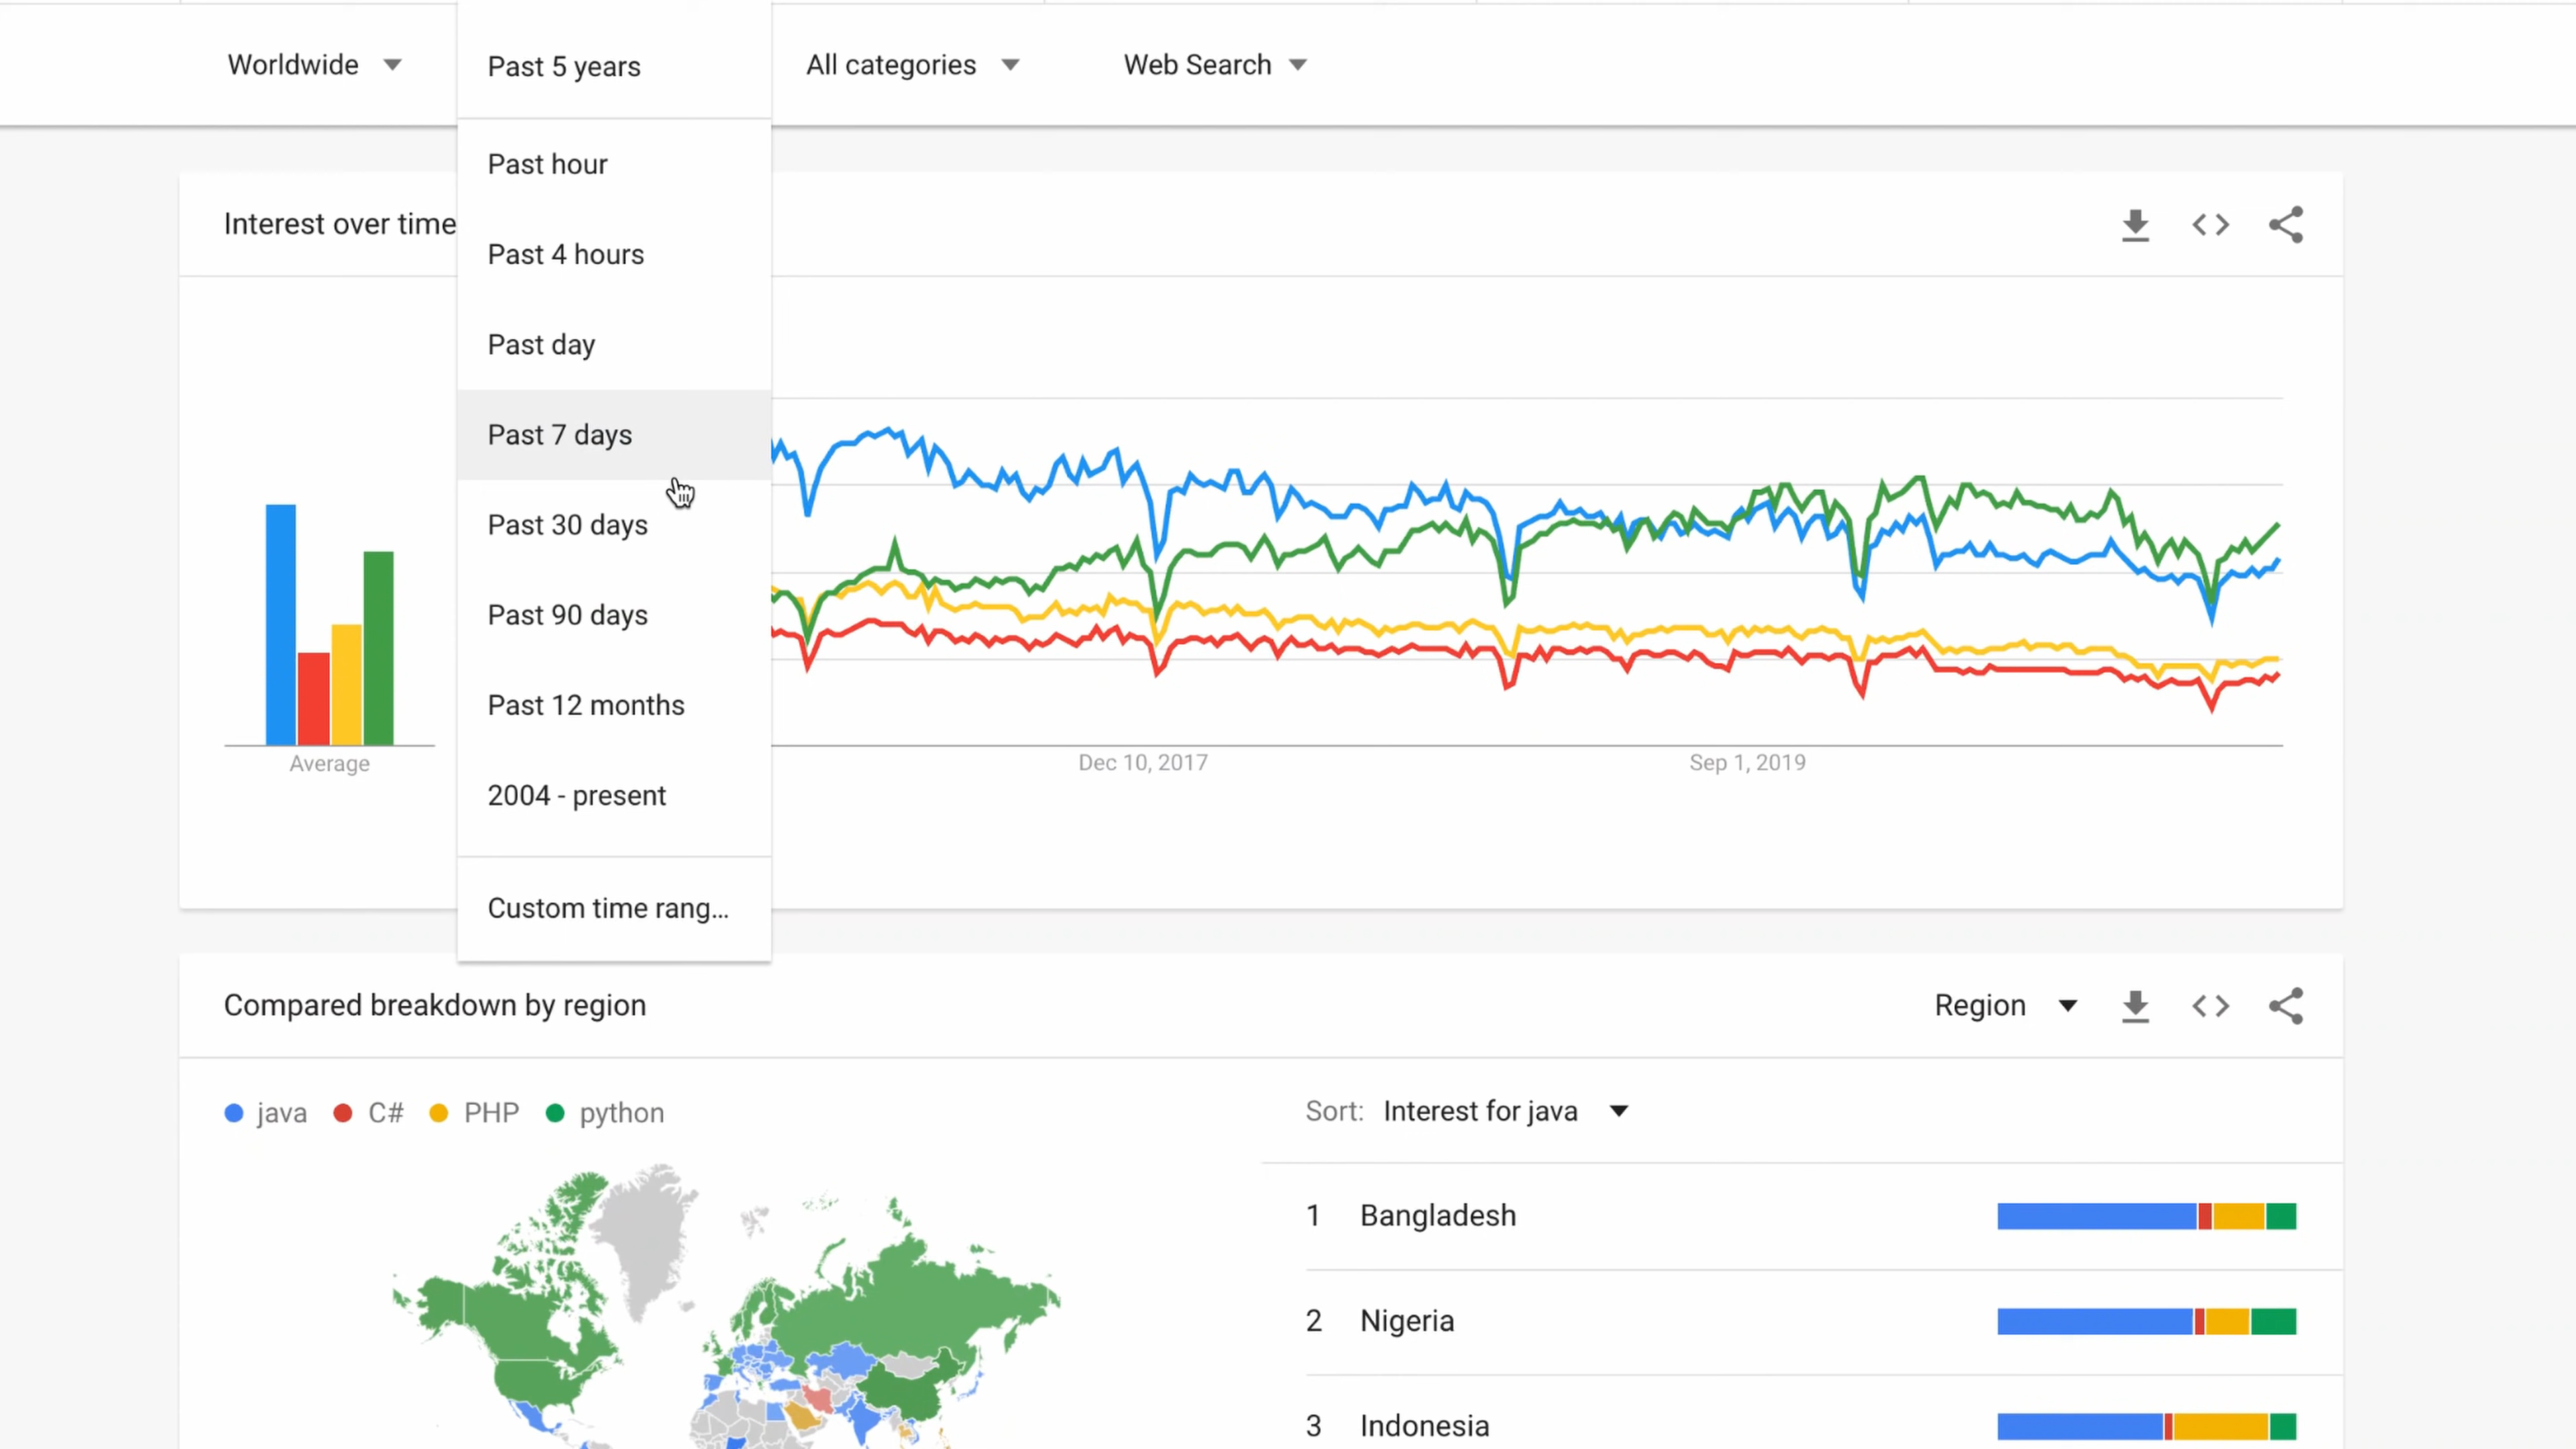 Worldwide
Past 5 years
All categories
Web Search
Past hour
Past 4 hours
Past day
Past 7 days
Past 30 days
Past 90 days
Past 12 months
2004 - present
Custom time rang...
Interest over time
Average
Dec 10, 2017
Sep 1, 2019
Compared breakdown by region
Region
java
C#
PHP
python
Sort: Interest for java
1 Bangladesh
2 Nigeria
3 Indonesia